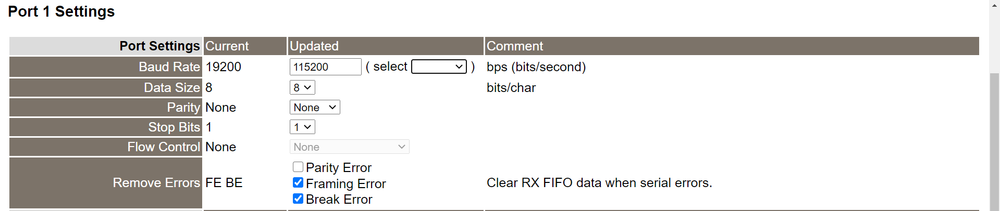 Port 1 Settings
Port Settings Current Updated Comment
Baud Rate 19200 115200 ( select ) bps (bits/second)
Data Size 8 8 bits/char
Parity None None
Stop Bits 1 1
Flow Control None None
Parity Error
Remove Errors FE BE Framing Error Clear RX FIFO data when serial errors.
Break Error